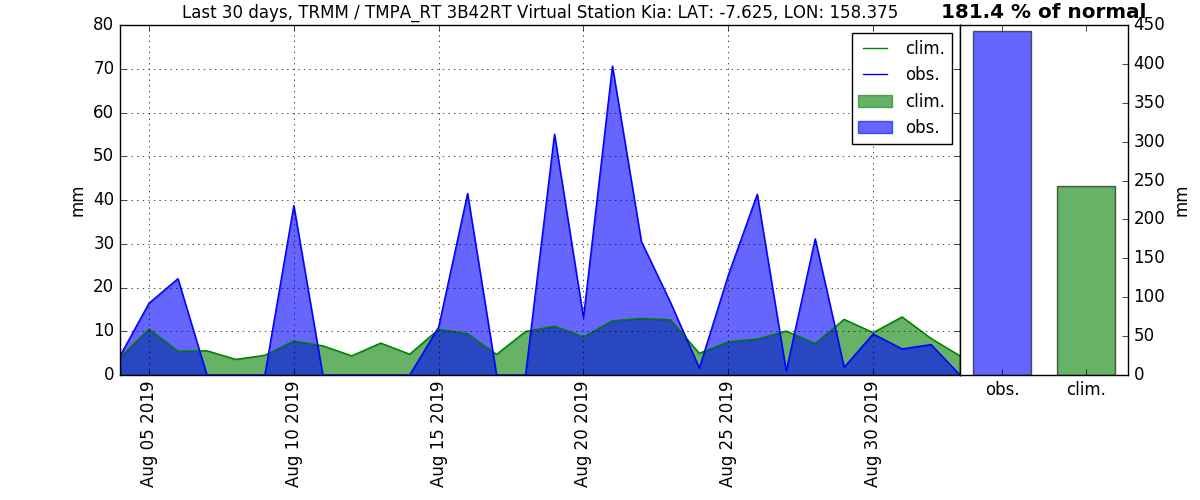 Last 30 days, TRMM / TMPA_RT 3B42RT Virtual Station Kia: LAT: -7.625, LON: 158.375
181.4 % of normal
80
70
60
50
40
30
20
10
0
mm
clim.
obs.
clim.
obs.
450
400
350
300
250
200
150
100
50
0
mm
Aug 05 2019
Aug 10 2019
Aug 15 2019
Aug 20 2019
Aug 25 2019
Aug 30 2019
obs.
clim.